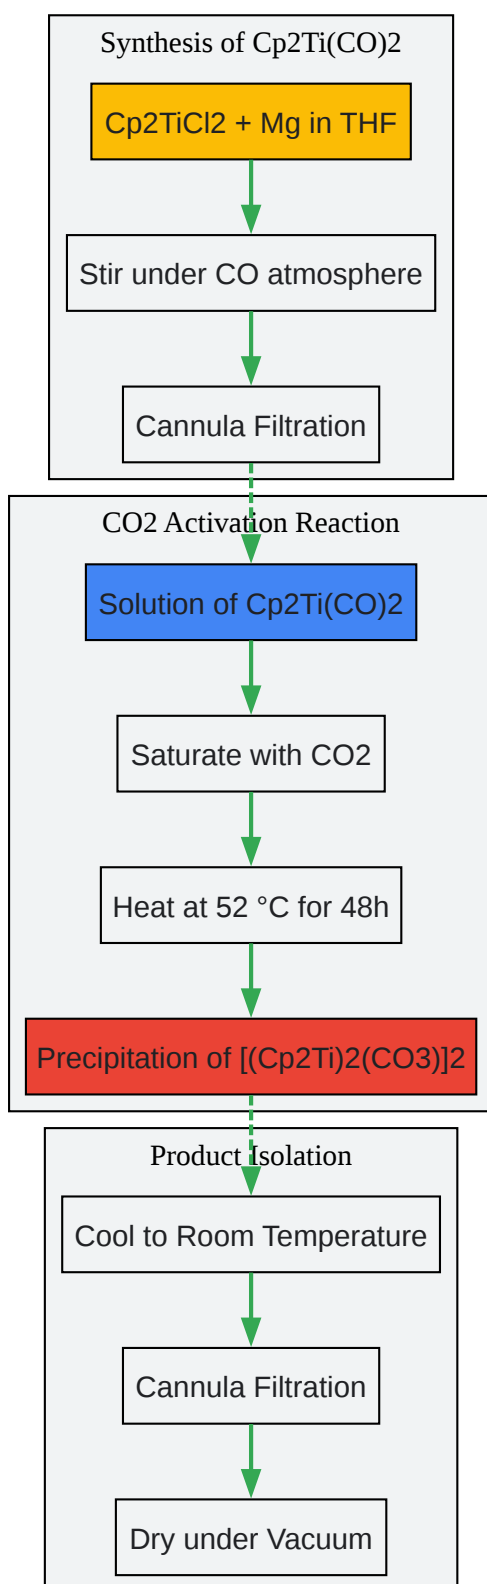 Synthesis of Cp2Ti(CO)2
Cp2TiCl2 + Mg in THF
Stir under CO atmosphere
Cannula Filtration
CO2 Activation Reaction
Solution of Cp2Ti(CO)2
Saturate with CO2
Heat at 52 °C for 48h
Precipitation of [(Cp2Ti)2(CO3)]2
Product Isolation
Cool to Room Temperature
Cannula Filtration
Dry under Vacuum